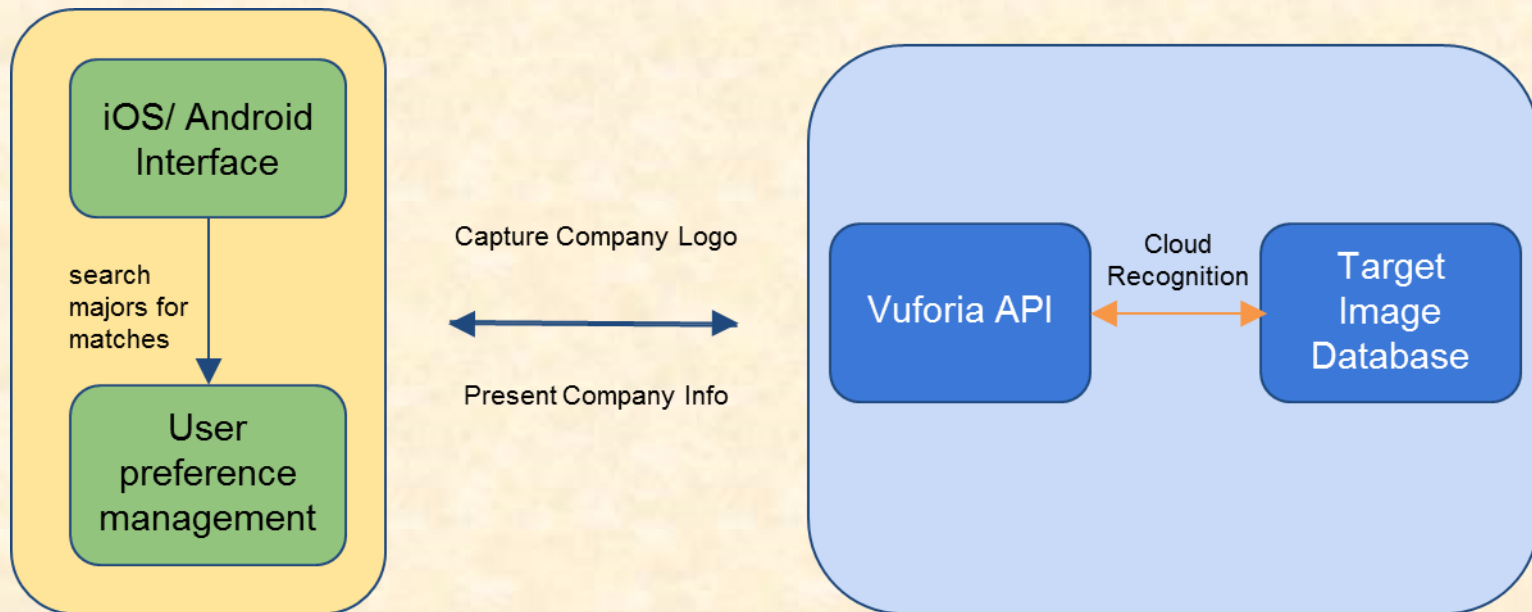 iOS/ Android
Interface
search
majors for
matches
User
preference
management
Capture Company Logo
Present Company Info
Vuforia API
Cloud
Recognition
Target
Image
Database